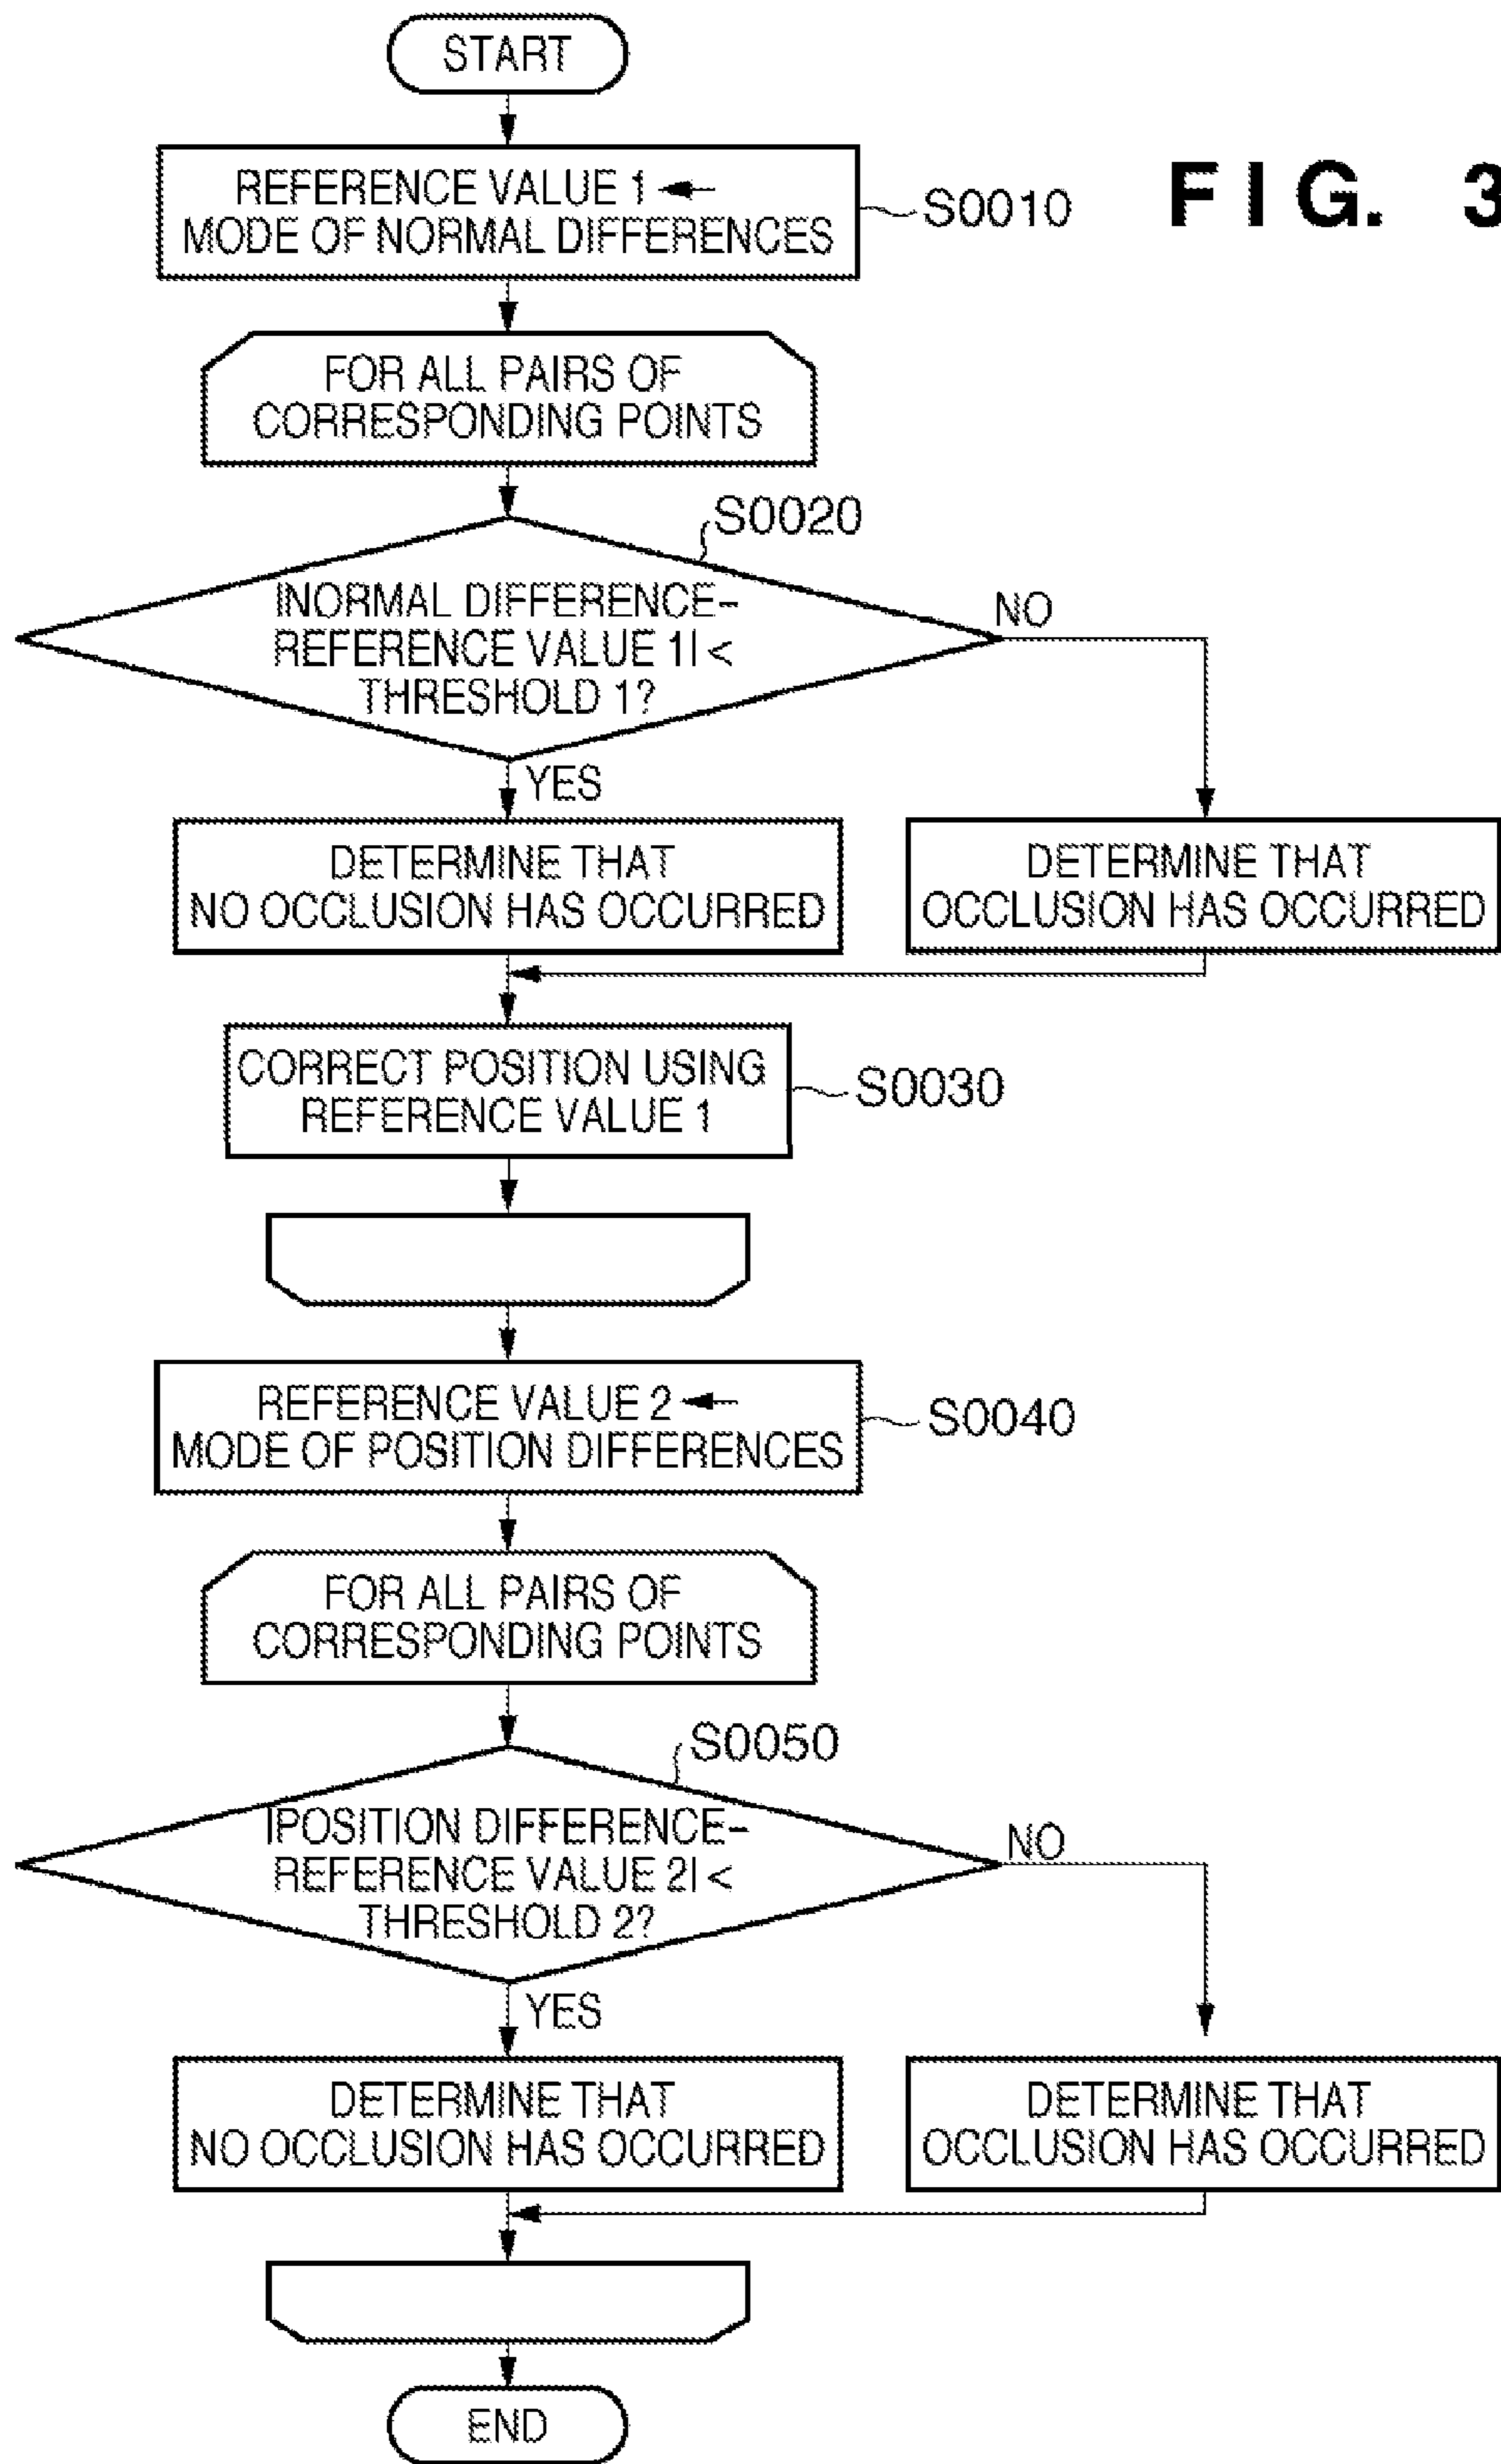 START
FIG. 3
REFERENCE VALUE 1 ←
MODE OF NORMAL DIFFERENCES
S0010
FOR ALL PAIRS OF
CORRESPONDING POINTS
S0020
|NORMAL DIFFERENCE-
REFERENCE VALUE 1| <
THRESHOLD 1?
NO
YES
DETERMINE THAT
NO OCCLUSION HAS OCCURRED
DETERMINE THAT
OCCLUSION HAS OCCURRED
CORRECT POSITION USING
REFERENCE VALUE 1
S0030
REFERENCE VALUE 2 ←
MODE OF POSITION DIFFERENCES
S0040
FOR ALL PAIRS OF
CORRESPONDING POINTS
S0050
|POSITION DIFFERENCE-
REFERENCE VALUE 2| <
THRESHOLD 2?
NO
YES
DETERMINE THAT
NO OCCLUSION HAS OCCURRED
DETERMINE THAT
OCCLUSION HAS OCCURRED
END